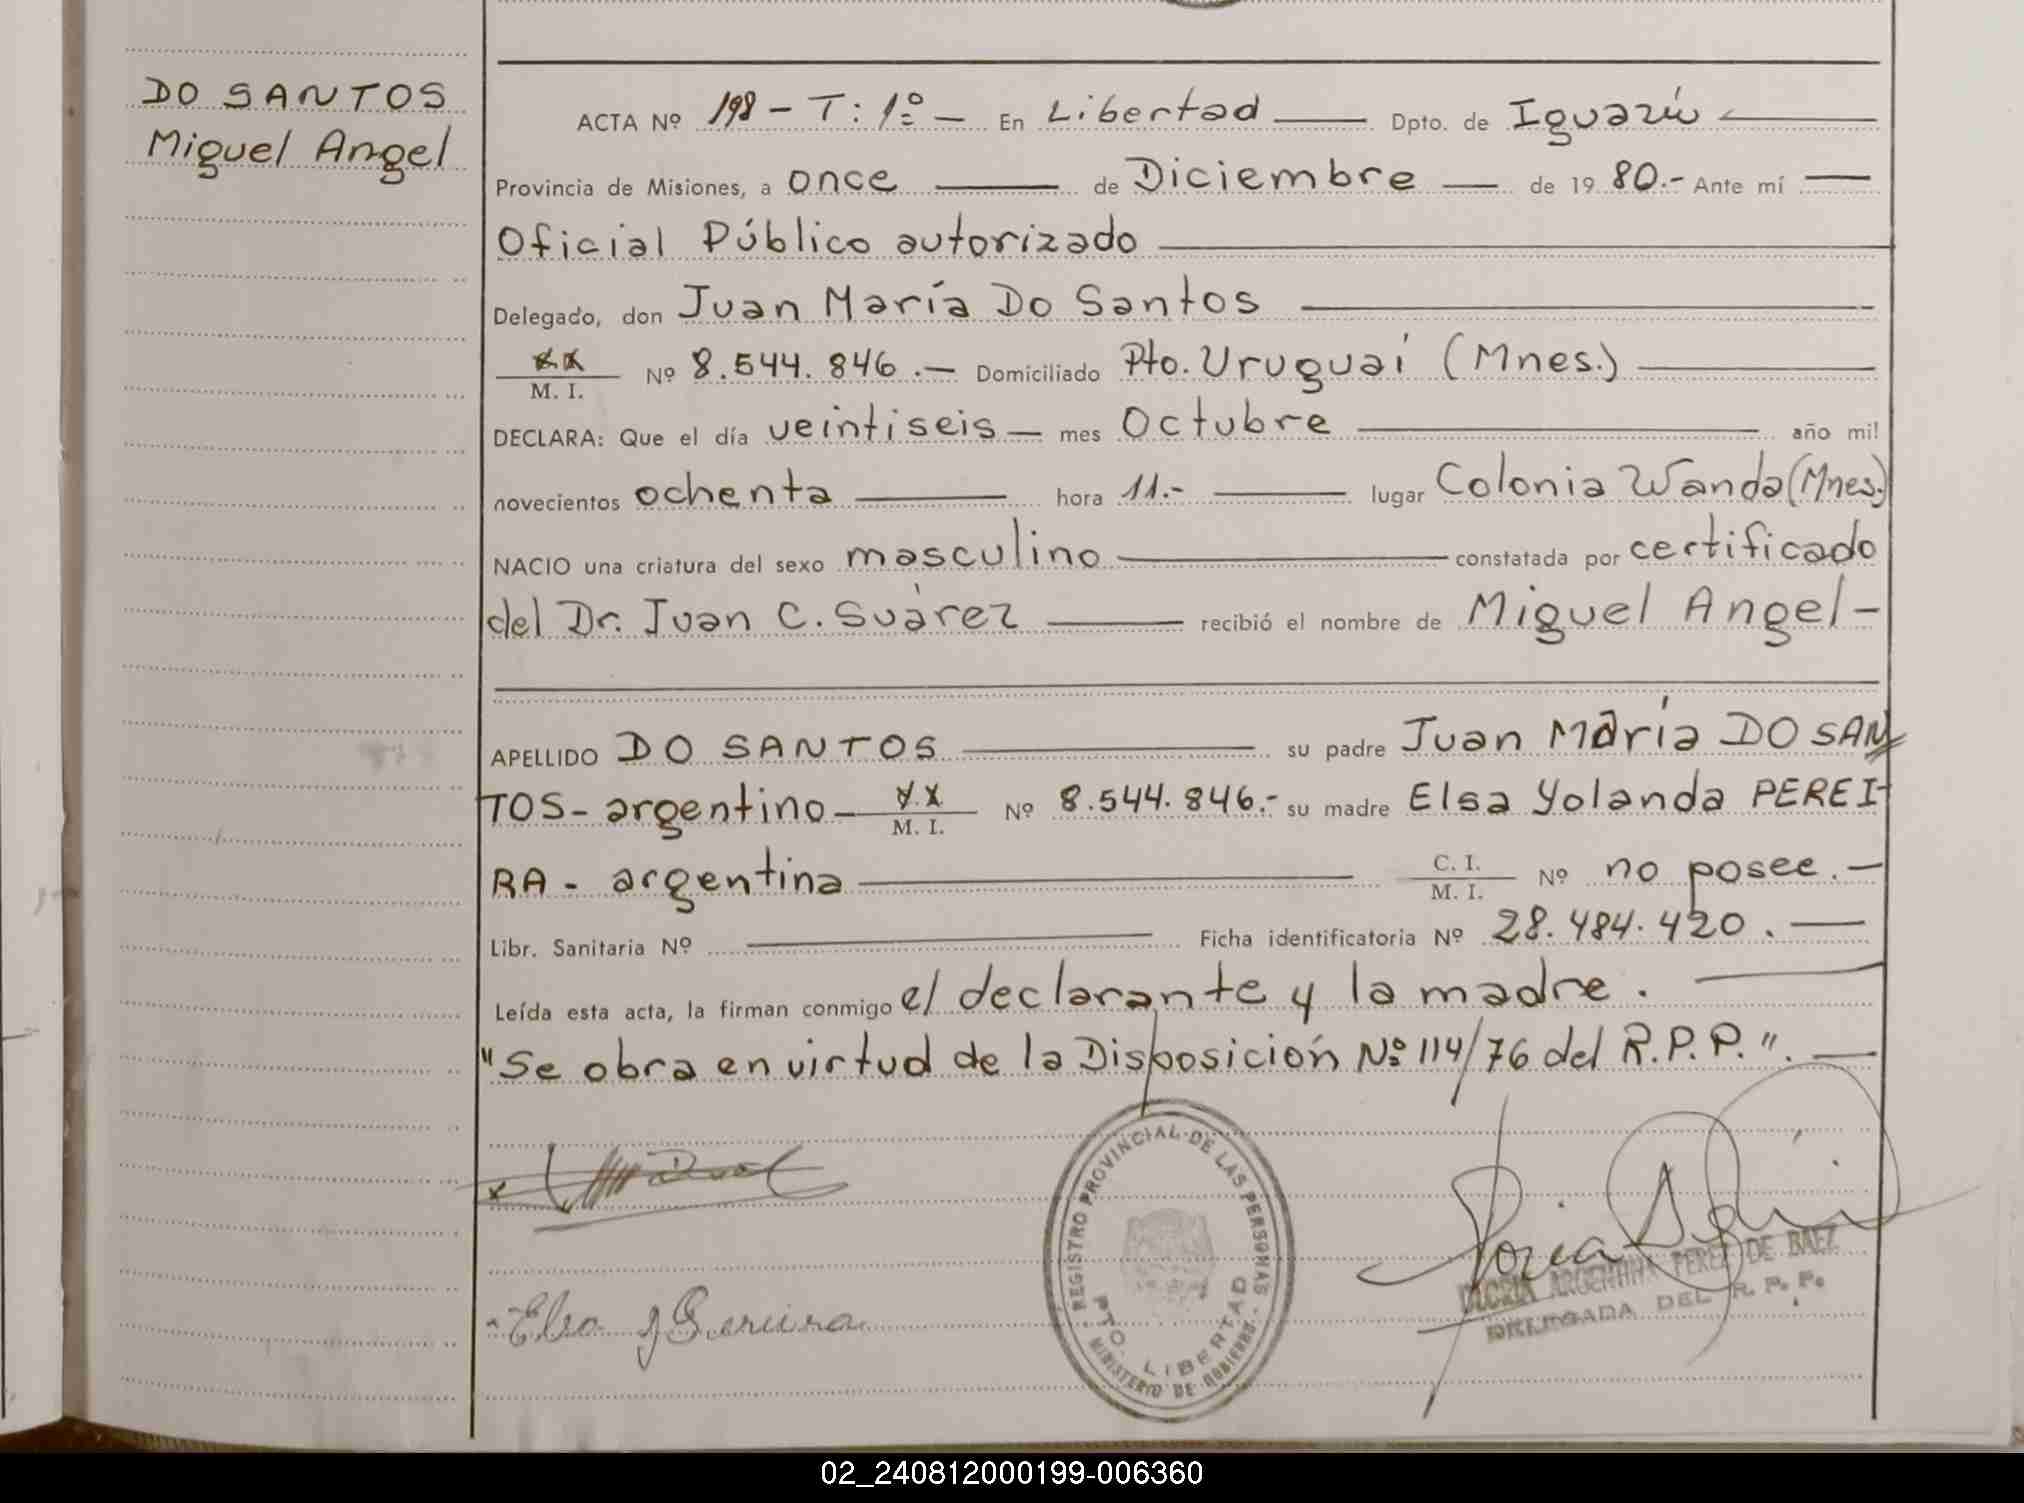 DO SANTOS
Miguel Angel
ACTA Nº 198 - T: 1º - En Libertad Dpto. de Iguazú
Provincia de Misiones, a once de Diciembre de 19 80.- Ante mí
Oficial Público autorizado
Delegado, don Juan María Do Santos
M. I. Nº 8.544.846.- Domiciliado Pto. Uruguai (Mnes.)
DECLARA: Que el día veintiseis mes Octubre año mil
novecientos ochenta hora 11.- lugar Colonia Wanda (Mnes.)
NACIO una criatura del sexo masculino constatada por certificado
del Dr. Juan C. Suárez recibió el nombre de Miguel Angel -
APELLIDO DO SANTOS su padre Juan María DO SAN
TOS - argentino - M. I. Nº 8.544.846.- su madre Elsa Yolanda PEREI-
RA - argentina C. I. M. I. Nº no posee. -
Libr. Sanitaria Nº Ficha identificatoria Nº 28.484.420.
Leída esta acta, la firman conmigo el declarante y la madre.
"Se obra en virtud de la Disposición Nº 114/76 del R.P.P.".
REGISTRO PROVINCIAL DE LAS PERSONAS
PTO. LIBERTAD
MINISTERIO DE GOBIERNO
GLORIA ARGENTINA PEREZ DE BAEZ
DELEGADA DEL R. P. P.
Elsa Y Pereira
02_240812000199-006360